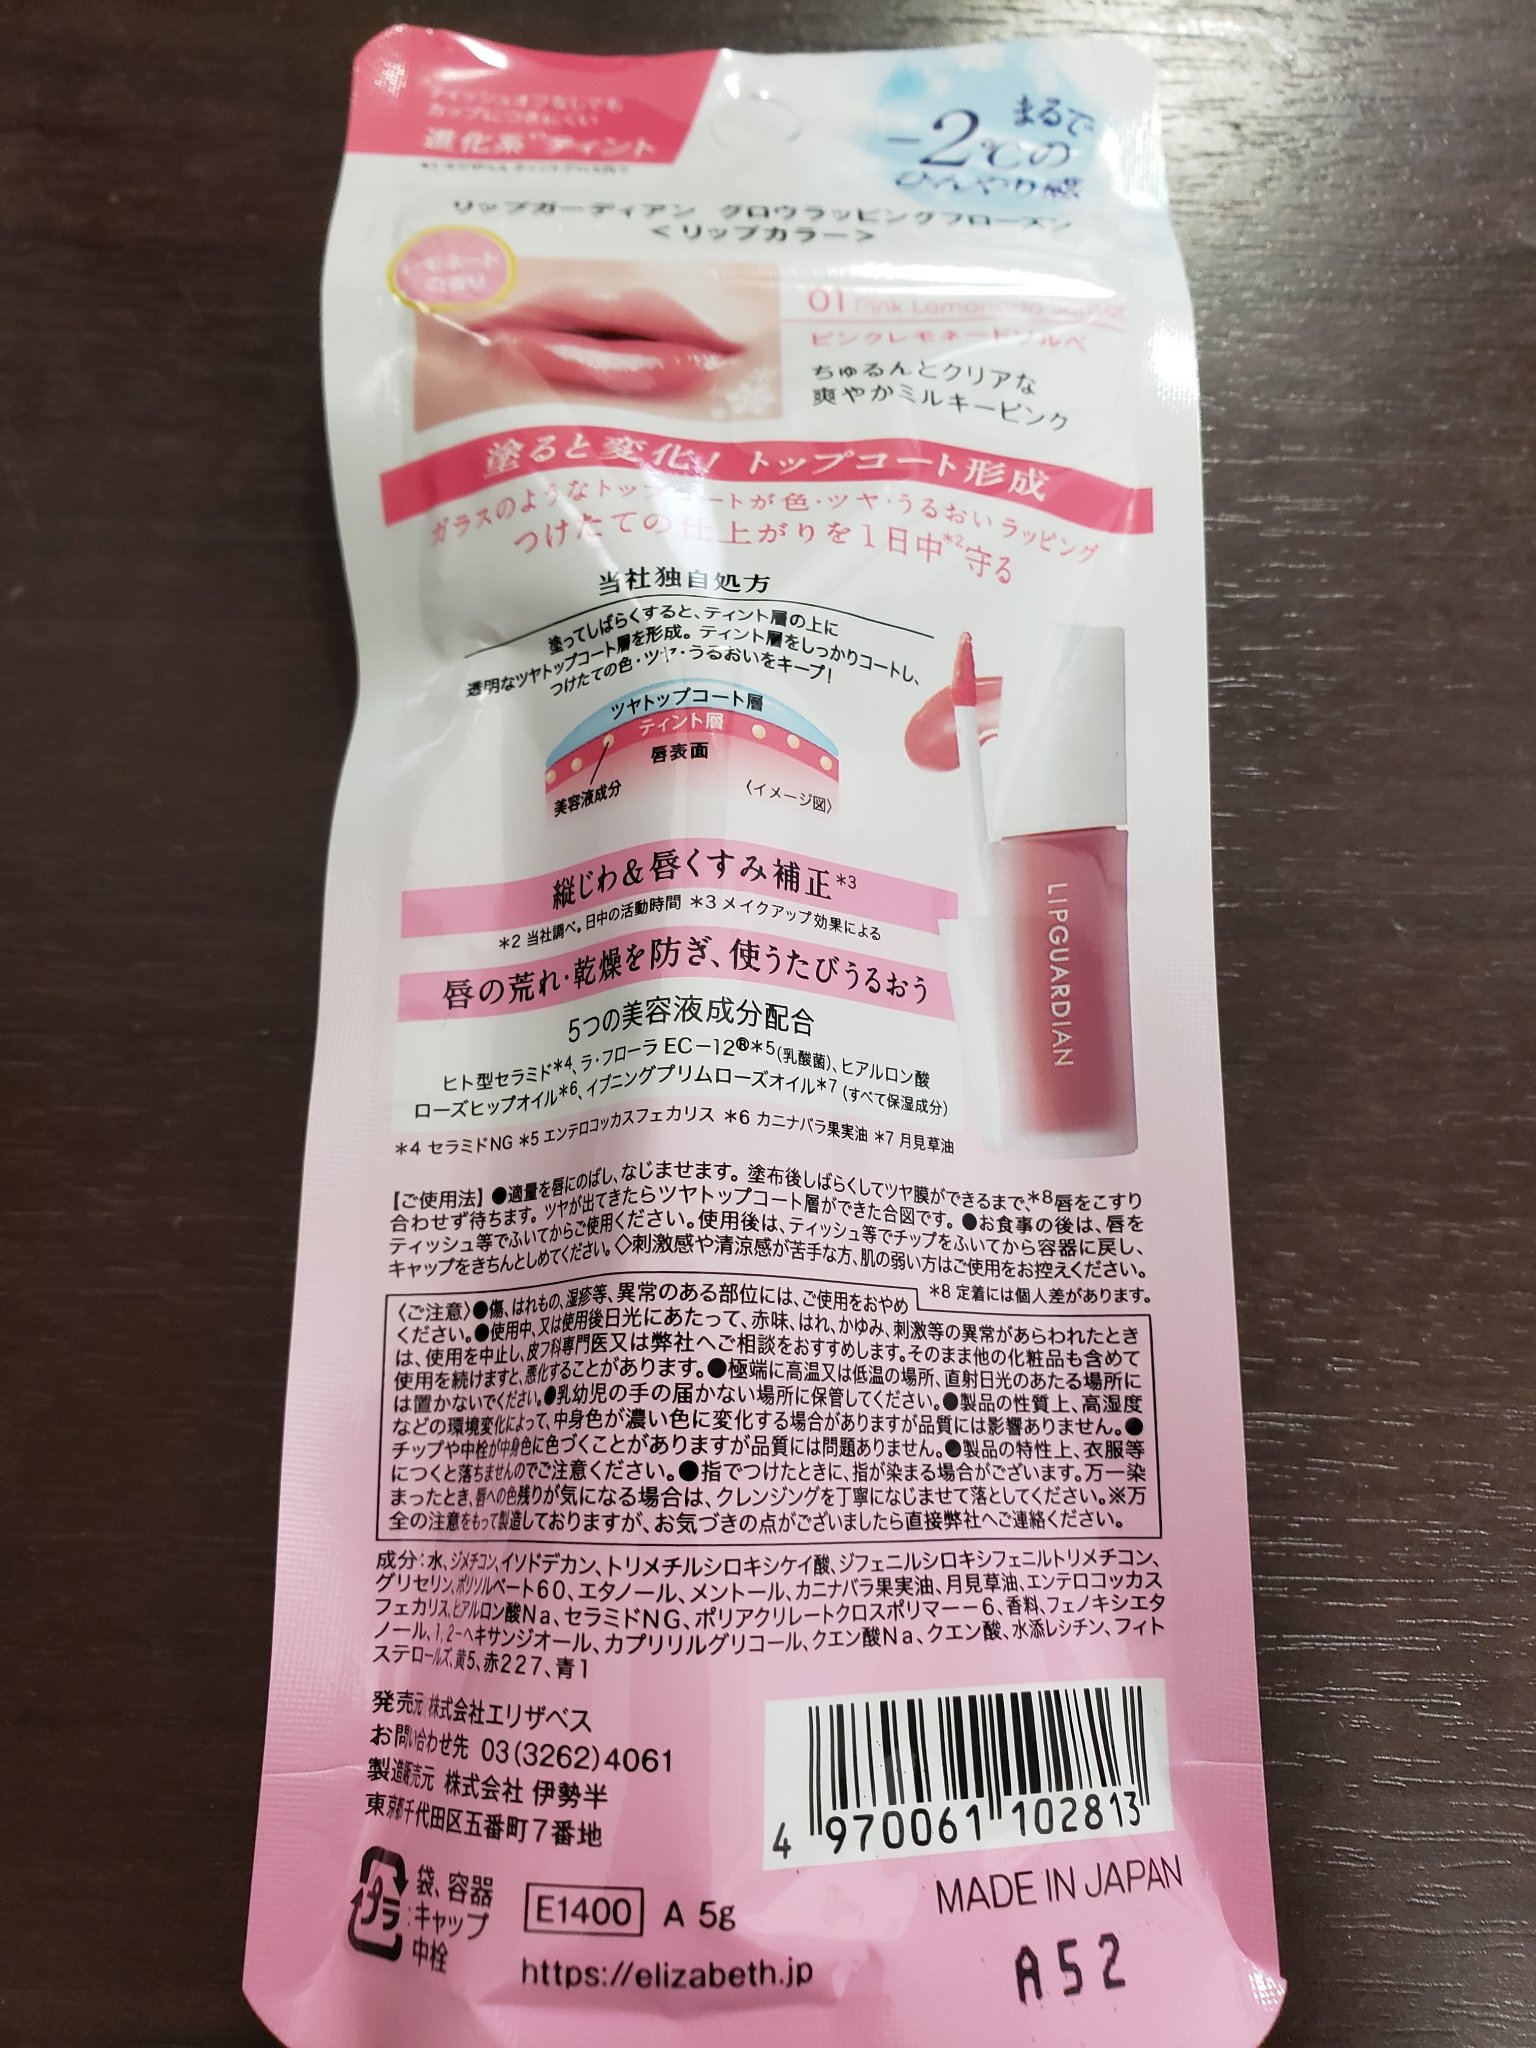 ティッシュオフなしでも
カップにつきにくい
進化系*¹ティント
まるで
−2℃の
ひんやり感
リップガーディアン グロウラッピングフローズン
＜リップカラー＞
レモネード
の香り
01 Pink Lemonade Sorbet
ピンクレモネードソルベ
ちゅるんとクリアな
爽やかミルキーピンク
塗ると変化！トップコート形成
ガラスのようなトップコートが色・ツヤ・うるおいラッピング
つけたての仕上がりを1日中*2守る
当社独自処方
塗ってしばらくすると、ティント層の上に
透明なツヤトップコート層を形成。ティント層をしっかりコートし、
つけたての色・ツヤ・うるおいをキープ！
ツヤトップコート層
ティント層
唇表面
美容液成分
〈イメージ図〉
LIPGUARDIAN
縦じわ&唇くすみ補正*3
*2 当社調べ。日中の活動時間 *3 メイクアップ効果による
唇の荒れ・乾燥を防ぎ、使うたびうるおう
5つの美容液成分配合
ヒト型セラミド*4、ラ・フローラ EC−12®*5(乳酸菌)、ヒアルロン酸
ローズヒップオイル*6、イブニングプリムローズオイル*7 (すべて保湿成分)
*4 セラミドNG *5 エンテロコッカスフェカリス *6 カニナバラ果実油 *7 月見草油
【ご使用法】●適量を唇にのばし、なじませます。塗布後しばらくしてツヤ膜ができるまで、*8唇をこすり
合わせず待ちます。ツヤが出てきたらツヤトップコート層ができた合図です。●お食事の後は、唇を
ティッシュ等でふいてからご使用ください。使用後は、ティッシュ等でチップをふいてから容器に戻し、
キャップをきちんとしめてください。◇刺激感や清涼感が苦手な方、肌の弱い方はご使用をお控えください。
*8 定着には個人差があります。
〈ご注意〉●傷、はれもの、湿疹等、異常のある部位には、ご使用をおやめ
ください。●使用中、又は使用後日光にあたって、赤味、はれ、かゆみ、刺激等の異常があらわれたとき
は、使用を中止し、皮フ科専門医又は弊社へご相談をおすすめします。そのまま他の化粧品も含めて
使用を続けますと、悪化することがあります。●極端に高温又は低温の場所、直射日光のあたる場所に
は置かないでください。●乳幼児の手の届かない場所に保管してください。●製品の性質上、高湿度
などの環境変化によって、中身色が濃い色に変化する場合がありますが品質には影響ありません。●
チップや中栓が中身色に色づくことがありますが品質には問題ありません。●製品の特性上、衣服等
につくと落ちませんのでご注意ください。●指でつけたときに、指が染まる場合がございます。万一染
まったとき、唇への色残りが気になる場合は、クレンジングを丁寧になじませて落としてください。※万
全の注意をもって製造しておりますが、お気づきの点がございましたら直接弊社へご連絡ください。
成分：水、ジメチコン、イソドデカン、トリメチルシロキシケイ酸、ジフェニルシロキシフェニルトリメチコン、
グリセリン、ポリソルベート60、エタノール、メントール、カニナバラ果実油、月見草油、エンテロコッカス
フェカリス、ヒアルロン酸Na、セラミドNG、ポリアクリレートクロスポリマー−6、香料、フェノキシエタ
ノール、1,2−ヘキサンジオール、カプリリルグリコール、クエン酸Na、クエン酸、水添レシチン、フィト
ステロールズ、黄5、赤227、青1
発売元 株式会社エリザベス
お問い合わせ先 03(3262)4061
製造販売元 株式会社 伊勢半
東京都千代田区五番町7番地
4 970061 102813
MADE IN JAPAN
プラ
袋、容器
:キャップ
中栓
E1400 A 5g
https://elizabeth.jp
A52